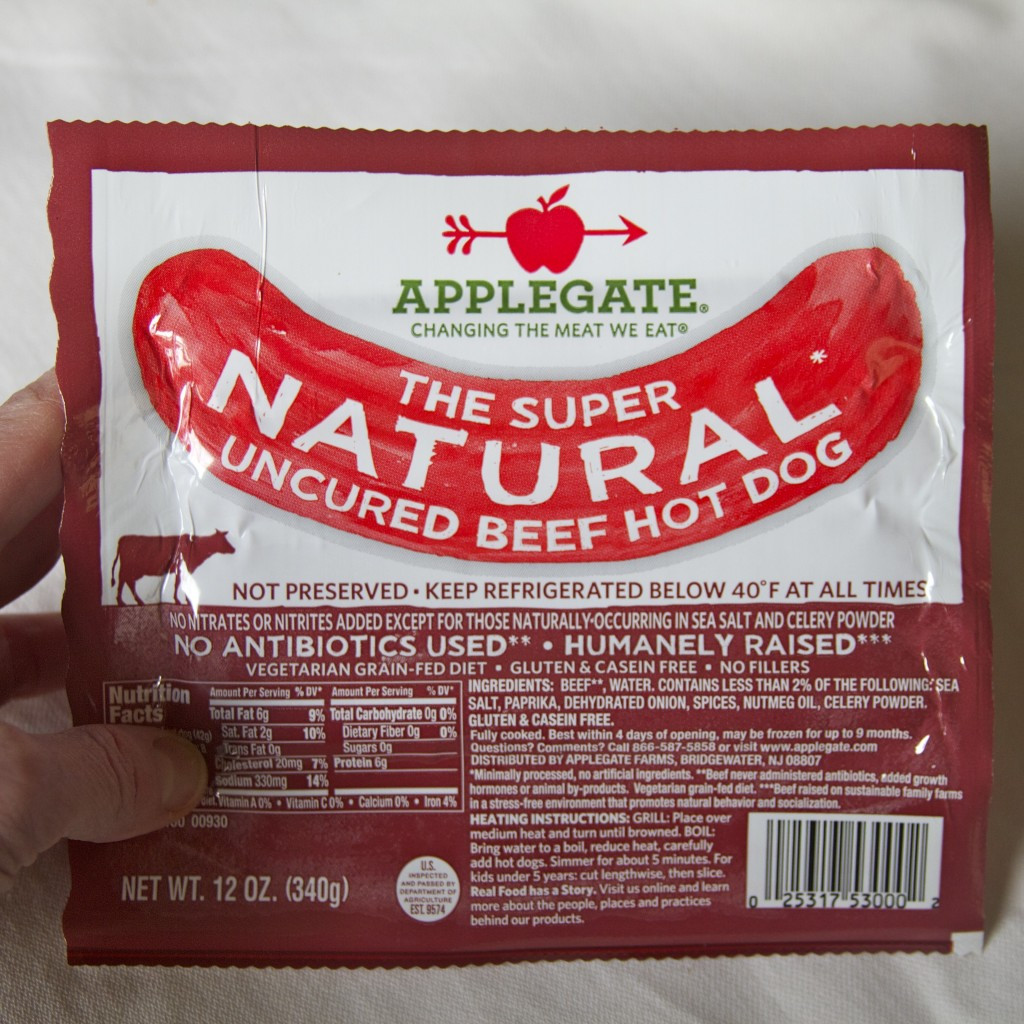 APPLEGATE®
CHANGING THE MEAT WE EAT®
THE SUPER
NATURAL*
UNCURED BEEF HOT DOG
NOT PRESERVED • KEEP REFRIGERATED BELOW 40°F AT ALL TIMES
NO NITRATES OR NITRITES ADDED EXCEPT FOR THOSE NATURALLY-OCCURRING IN SEA SALT AND CELERY POWDER
NO ANTIBIOTICS USED** • HUMANELY RAISED***
VEGETARIAN GRAIN-FED DIET • GLUTEN & CASEIN FREE • NO FILLERS
Nutrition
Facts
(42g)
Amount Per Serving % DV*
Total Fat 6g 9%
Sat. Fat 2g 10%
Trans Fat 0g
Cholesterol 20mg 7%
Sodium 330mg 14%
Amount Per Serving % DV*
Total Carbohydrate 0g 0%
Dietary Fiber 0g 0%
Sugars 0g
Protein 6g
Vitamin A 0% • Vitamin C 0% • Calcium 0% • Iron 4%
00930
NET WT. 12 OZ. (340g)
INGREDIENTS: BEEF**, WATER. CONTAINS LESS THAN 2% OF THE FOLLOWING: SEA
SALT, PAPRIKA, DEHYDRATED ONION, SPICES, NUTMEG OIL, CELERY POWDER.
GLUTEN & CASEIN FREE.
Fully cooked. Best within 4 days of opening, may be frozen for up to 9 months.
Questions? Comments? Call 866-587-5858 or visit www.applegate.com
DISTRIBUTED BY APPLEGATE FARMS, BRIDGEWATER, NJ 08807
*Minimally processed, no artificial ingredients. **Beef never administered antibiotics, added growth
hormones or animal by-products. Vegetarian grain-fed diet. ***Beef raised on sustainable family farms
in a stress-free environment that promotes natural behavior and socialization.
HEATING INSTRUCTIONS: GRILL: Place over
medium heat and turn until browned. BOIL:
Bring water to a boil, reduce heat, carefully
add hot dogs. Simmer for about 5 minutes. For
kids under 5 years: cut lengthwise, then slice.
Real Food has a Story. Visit us online and learn
more about the people, places and practices
behind our products.
U.S.
INSPECTED
AND PASSED BY
DEPARTMENT OF
AGRICULTURE
EST. 9574
0 25317 53000 2